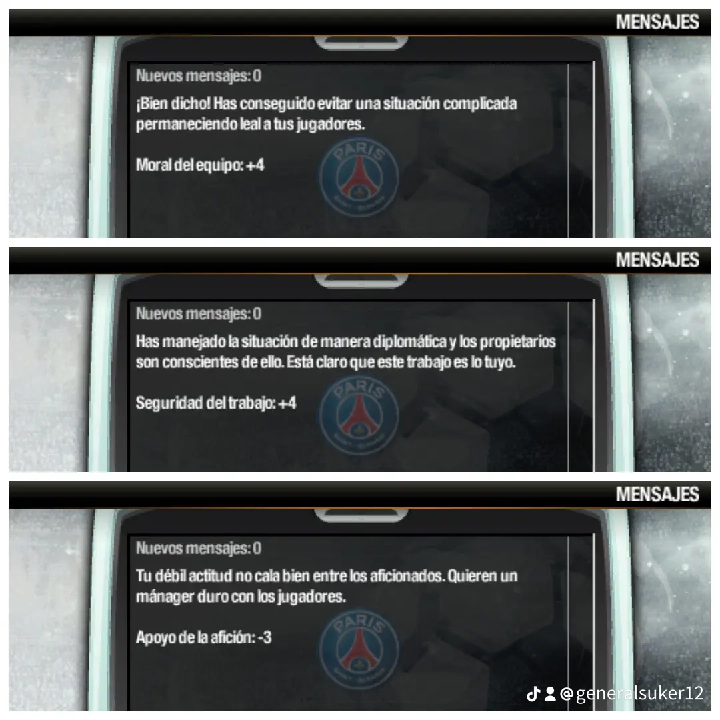 MENSAJES
Nuevos mensajes: 0
¡Bien dicho! Has conseguido evitar una situación complicada
permaneciendo leal a tus jugadores.
Moral del equipo: +4
PARIS
MENSAJES
Nuevos mensajes: 0
Has manejado la situación de manera diplomática y los propietarios
son conscientes de ello. Está claro que este trabajo es lo tuyo.
Seguridad del trabajo: +4
PARIS
MENSAJES
Nuevos mensajes: 0
Tu débil actitud no cala bien entre los aficionados. Quieren un
mánager duro con los jugadores.
Apoyo de la afición: -3
PARIS
@generalsuker12